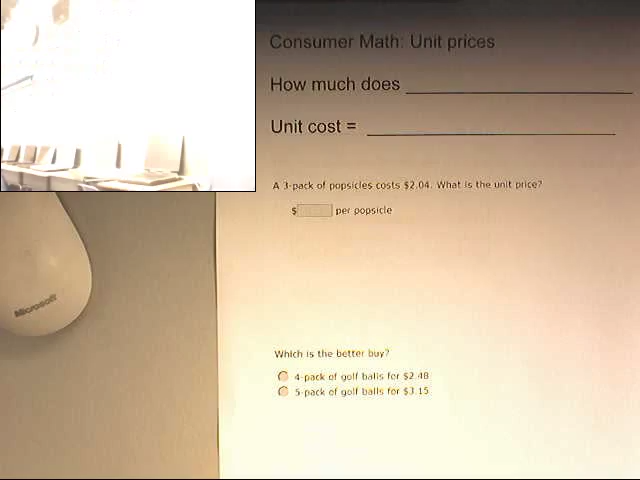 Consumer Math: Unit prices
How much does
Unit cost =
A 3-pack of popsicles costs $2.04. What is the unit price?
$ per popsicle
Microsoft
Which is the better buy?
4-pack of golf balls for $2.48
5-pack of golf balls for $3.15